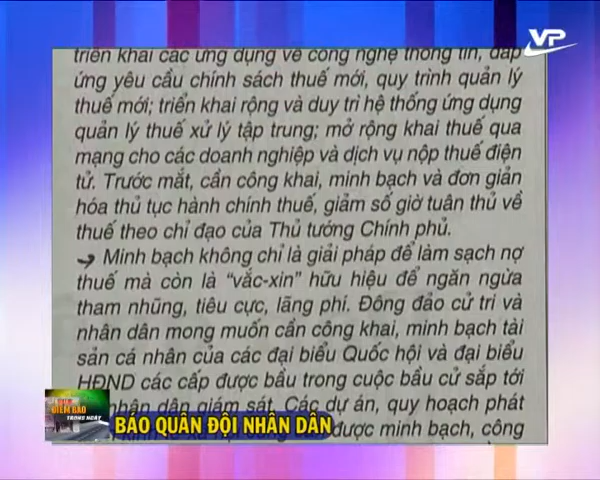 VP
triển khai các ứng dụng về công nghệ thông tin, đáp
ứng yêu cầu chính sách thuế mới, quy trình quản lý
thuế mới; triển khai rộng và duy trì hệ thống ứng dụng
quản lý thuế xử lý tập trung; mở rộng khai thuế qua
mạng cho các doanh nghiệp và dịch vụ nộp thuế điện
tử. Trước mắt, cần công khai, minh bạch và đơn giản
hóa thủ tục hành chính thuế, giảm số giờ tuân thủ về
thuế theo chỉ đạo của Thủ tướng Chính phủ.
Minh bạch không chỉ là giải pháp để làm sạch nợ
thuế mà còn là “vắc-xin” hữu hiệu để ngăn ngừa
tham nhũng, tiêu cực, lãng phí. Đông đảo cử tri và
nhân dân mong muốn cần công khai, minh bạch tài
sản cá nhân của các đại biểu Quốc hội và đại biểu
HĐND các cấp được bầu trong cuộc bầu cử sắp tới
nhân dân giám sát. Các dự án, quy hoạch phát
được minh bạch, công
ĐIỂM BÁO
TRONG NGÀY
BÁO QUÂN ĐỘI NHÂN DÂN